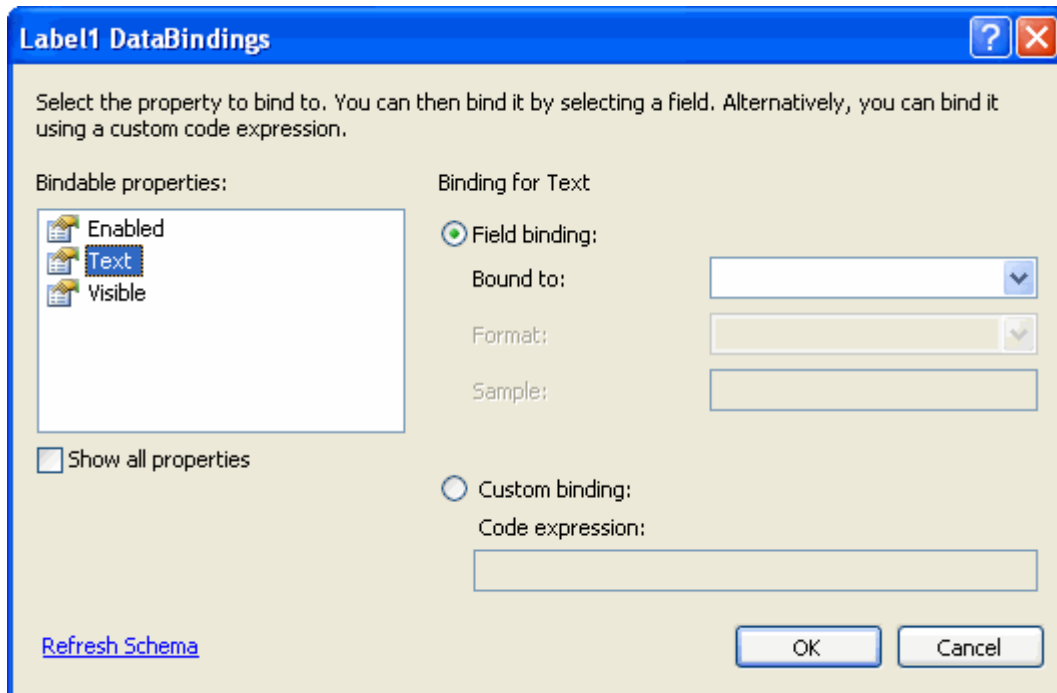 Label1 DataBindings
Select the property to bind to. You can then bind it by selecting a field. Alternatively, you can bind it
using a custom code expression.
Bindable properties:
Enabled
Text
Visible
Show all properties
Binding for Text
Field binding:
Bound to:
Format:
Sample:
Custom binding:
Code expression:
Refresh Schema
OK
Cancel